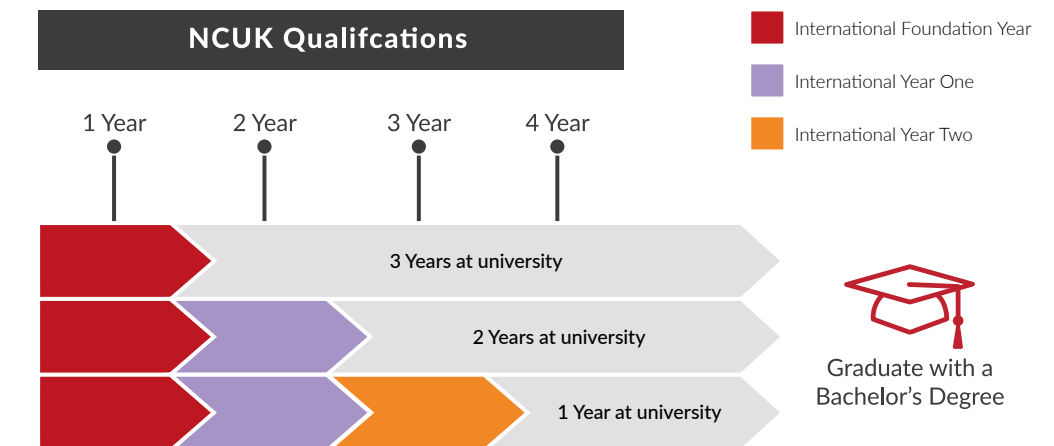 NCUK Qualifcations
International Foundation Year
International Year One
International Year Two
1 Year
2 Year
3 Year
4 Year
3 Years at university
2 Years at university
1 Year at university
Graduate with a
Bachelor’s Degree